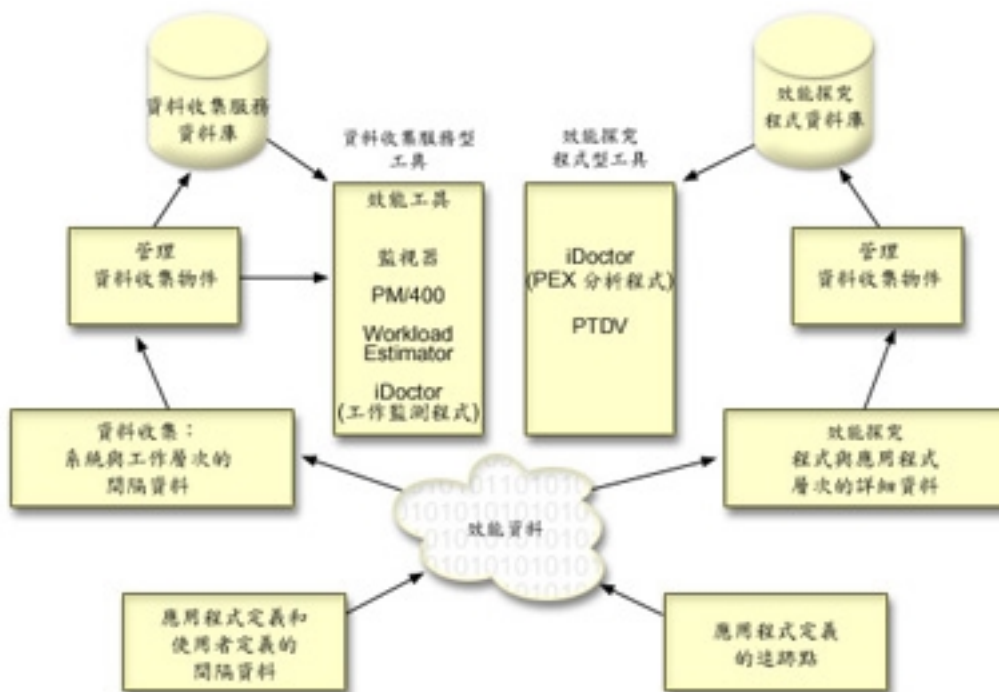 資料收集服務
資料庫
效能探究
程式資料庫
資料收集服務型
工具
效能探究
程式型工具
效能工具
監視器
PM/400
Workload
Estimator
iDoctor
(工作監測程式)
iDoctor
(PEX 分析程式)
PTDV
管理
資料收集物件
管理
資料收集物件
資料收集：
系統與工作層次的
間隔資料
效能探究
程式與應用程式
層次的詳細資料
效能資料
應用程式定義和
使用者定義的
間隔資料
應用程式定義
的追跡點